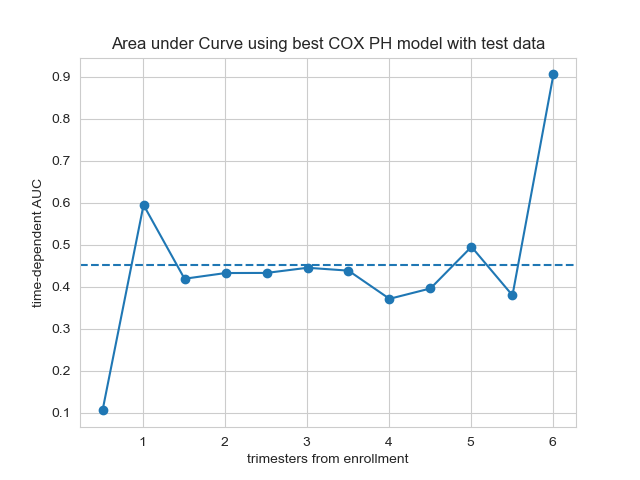 Area under Curve using best COX PH model with test data
time-dependent AUC
0.9
0.8
0.7
0.6
0.5
0.4
0.3
0.2
0.1
1 2 3 4 5 6
trimesters from enrollment